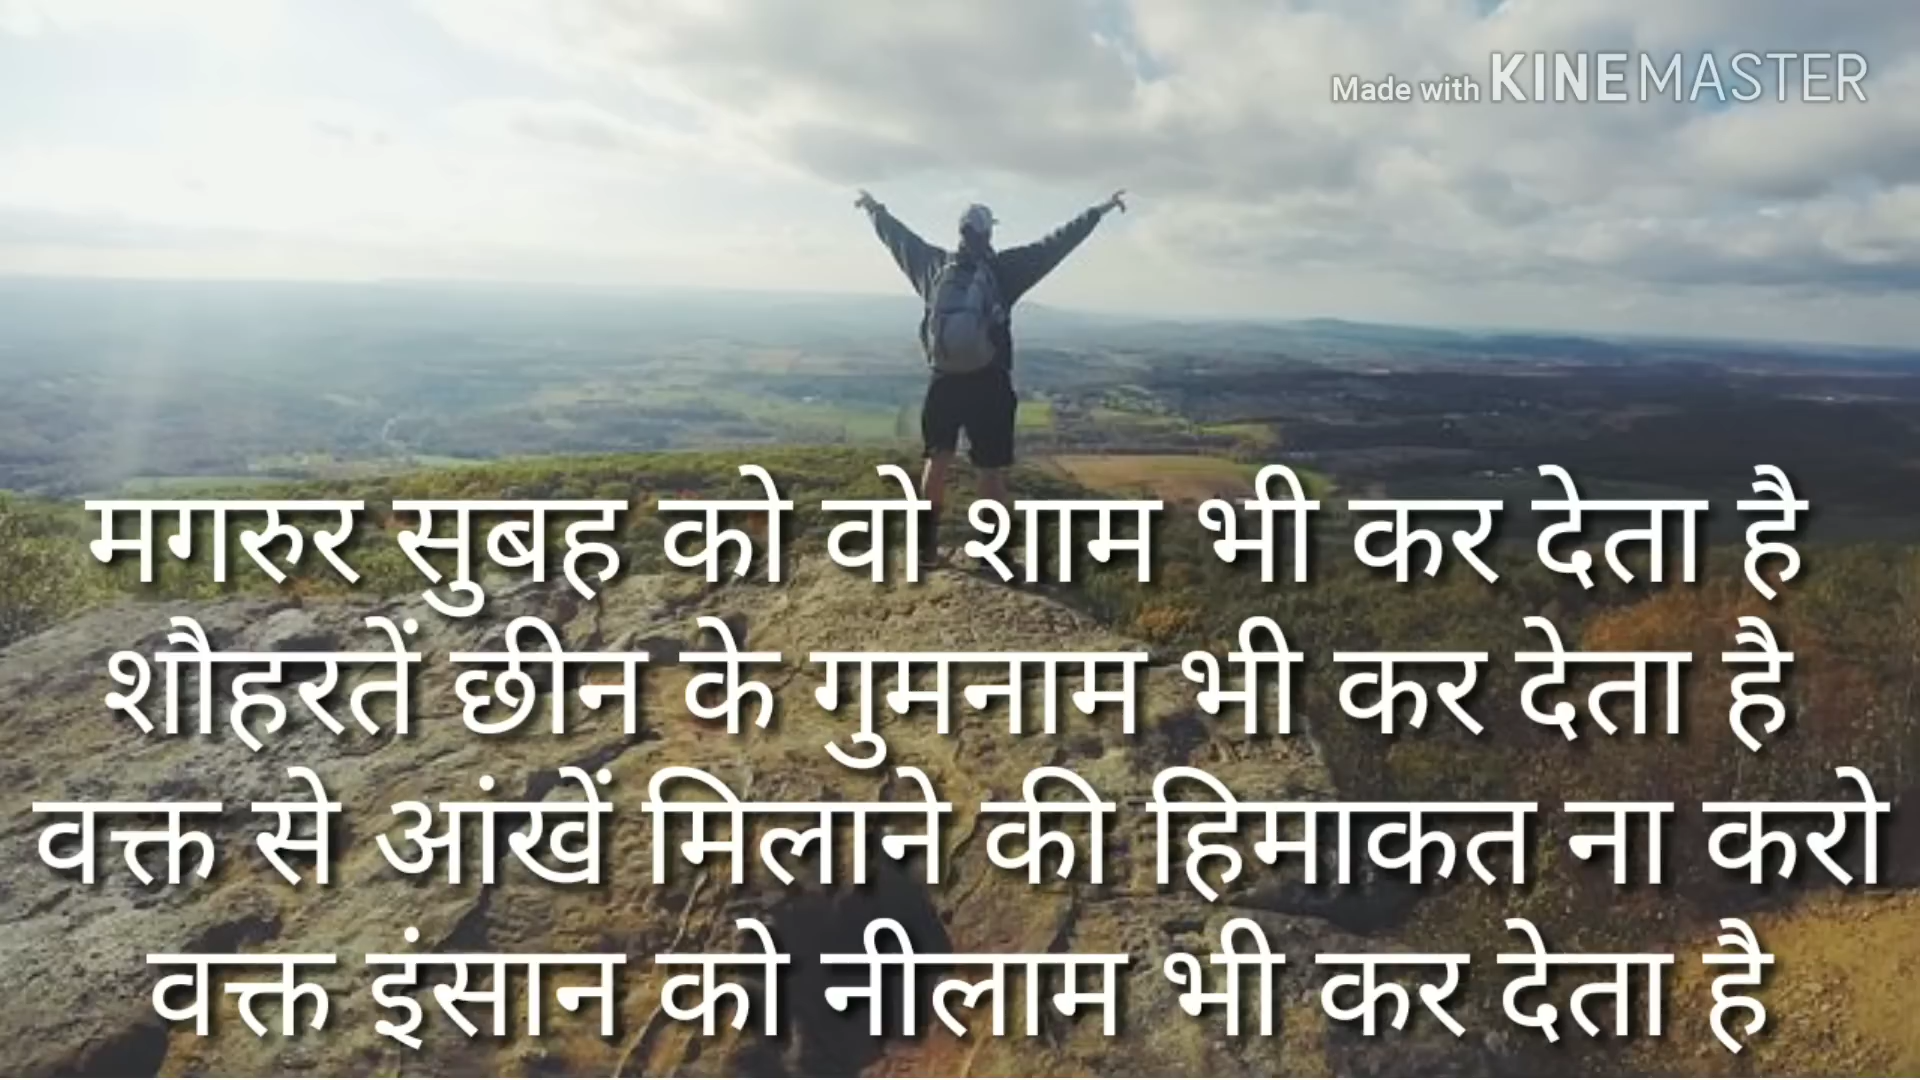 Made with KINEMASTER
मगरुर सुबह को वो शाम भी कर देता है
शौहरतें छीन के गुमनाम भी कर देता है
वक्त से आंखें मिलाने की हिमाकत ना करो
वक्त इंसान को नीलाम भी कर देता है